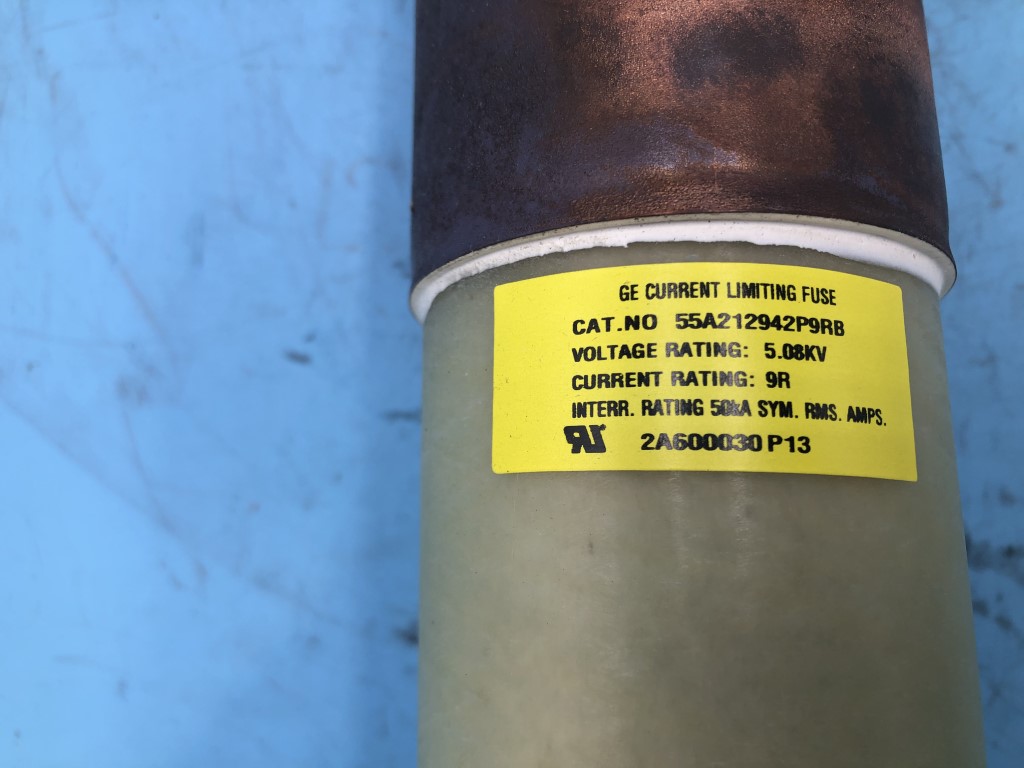 GE CURRENT LIMITING FUSE
CAT.NO 55A212942P9RB
VOLTAGE RATING: 5.08KV
CURRENT RATING: 9R
INTERR. RATING 50kA SYM. RMS. AMPS.
2A600030 P13